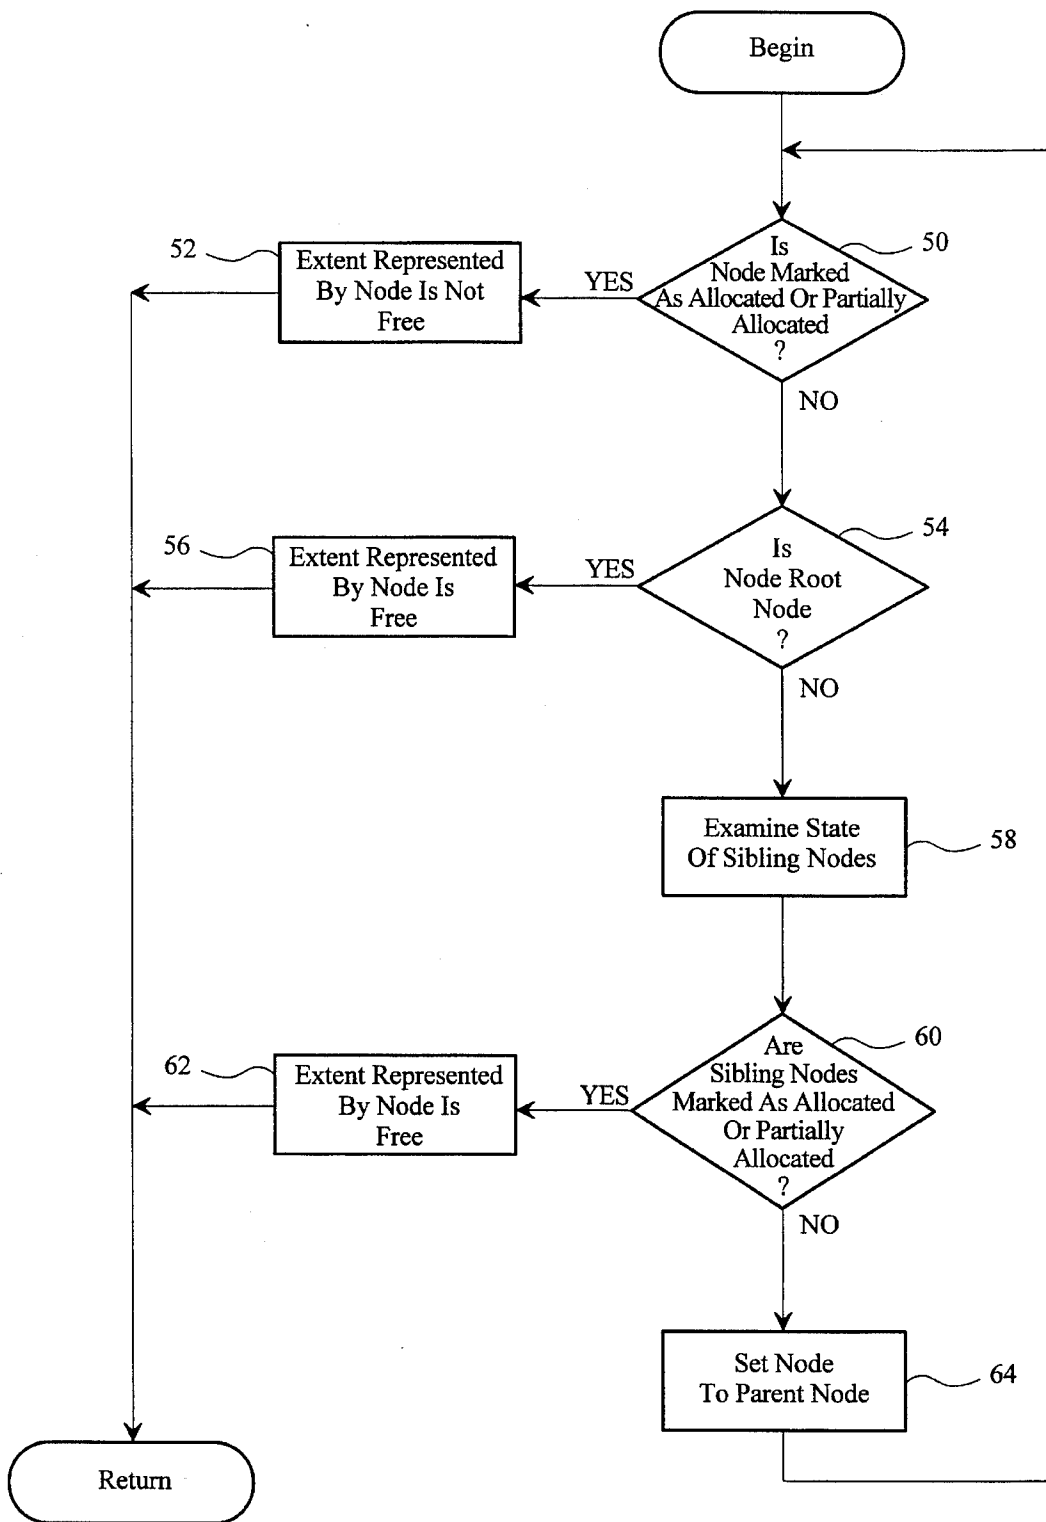 Begin
50
Is
Node Marked
As Allocated Or Partially
Allocated
?
YES
52
Extent Represented
By Node Is Not
Free
NO
54
Is
Node Root
Node
?
YES
56
Extent Represented
By Node Is
Free
NO
Examine State
Of Sibling Nodes
58
60
Are
Sibling Nodes
Marked As Allocated
Or Partially
Allocated
?
YES
62
Extent Represented
By Node Is
Free
NO
Set Node
To Parent Node
64
Return